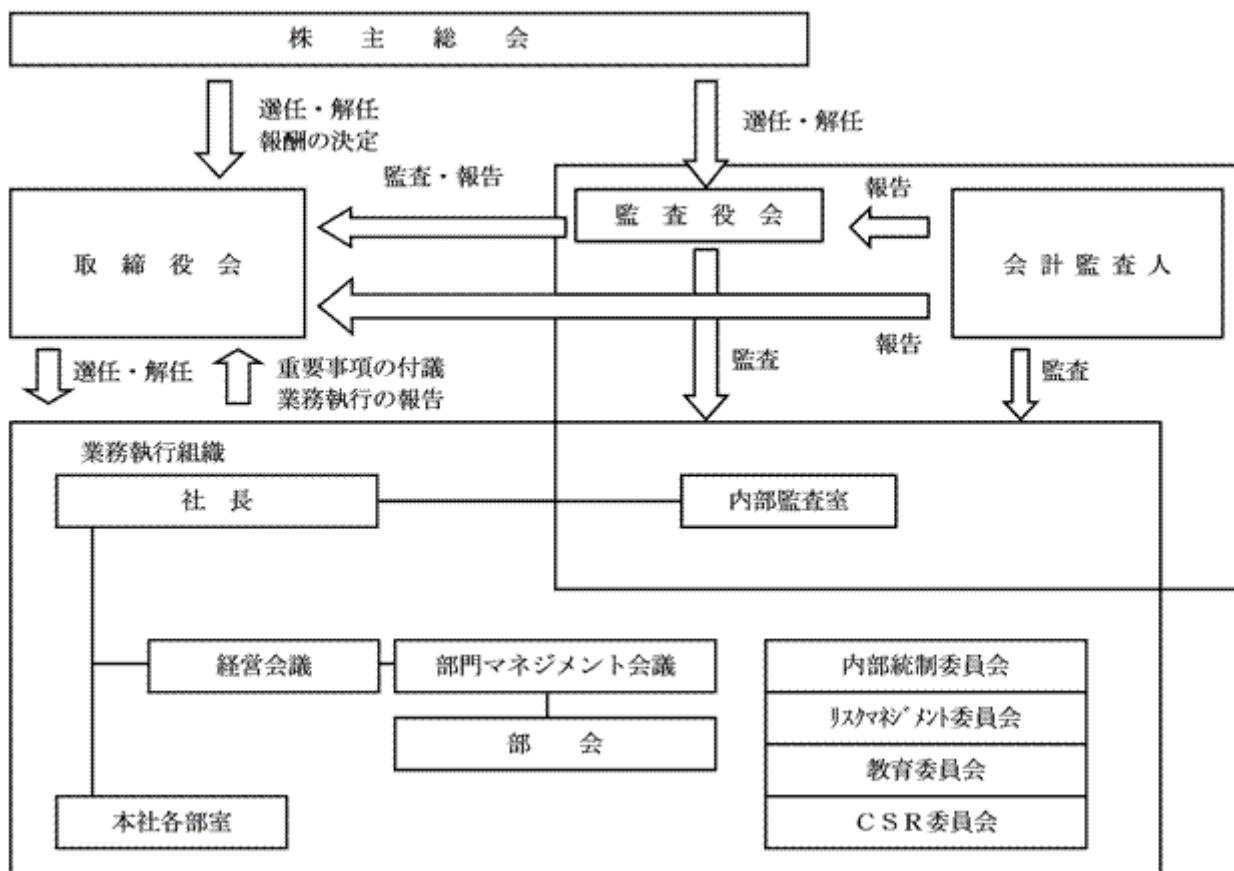 株主総会
選任・解任
報酬の決定
選任・解任
監査・報告
監査役会
報告
取締役会
会計監査人
報告
選任・解任
重要事項の付議
業務執行の報告
監査
監査
業務執行組織
社長
内部監査室
経営会議
部門マネジメント会議
内部統制委員会
部会
ﾘｽｸﾏﾈｼﾞﾒﾝﾄ委員会
教育委員会
本社各部室
ＣＳＲ委員会